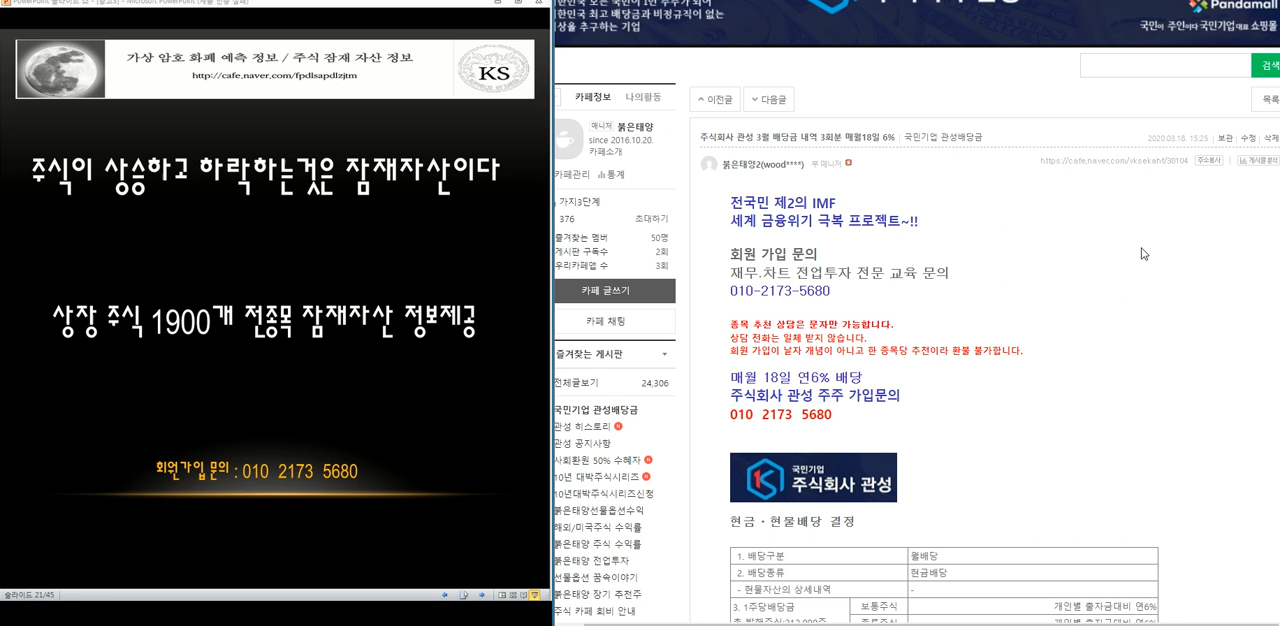 가상 암호 화폐 예측 정보 / 주식 잠재 자산 정보
http://cafe.naver.com/fpdlsapdlzjtm
KS
주식이 상승하고 하락하는것은 잠재자산이다
상장 주식 1900개 전종목 잠재자산 정보제공
회원가입 문의 : 010 2173 5680
슬라이드 21/45
한민국 최고 배당금과 비정규직이 없는
상을 추구하는 기업
Pandamall
국민이 주인이다 국민기업대표 쇼핑몰
검색
카페정보 나의활동
매니저 붉은태양
since 2016.10.20.
카페소개
카페관리 통계
가지3단계
376 초대하기
즐겨찾는 멤버 50명
게시판 구독수 2회
우리카페앱 수 3회
카페 글쓰기
카페 채팅
즐겨찾는 게시판
전체글보기 24,306
국민기업 관성배당금
관성 히스토리
관성 공지사항
사회환원 50% 수혜자
10년 대박주식시리즈
10년대박주식시리즈신청
붉은태양선물옵션수익
해외/미국주식 수익률
붉은태양 주식 수익률
붉은태양 전업투자
선물옵션 꿈속이야기
붉은태양 장기 추천주
주식 카페 회비 안내
이전글 다음글 목록
주식회사 관성 3월 배당금 내역 3회분 매월18일 6% | 국민기업 관성배당금
2020.03.18. 15:25 | 보관 | 수정 | 삭제
붉은태양2(wood****) 부매니저
https://cafe.naver.com/vksekaht/30104 주소복사 | 게시글분석
전국민 제2의 IMF
세계 금융위기 극복 프로젝트~!!
회원 가입 문의
재무.차트 전업투자 전문 교육 문의
010-2173-5680
종목 추천 상담은 문자만 가능합니다.
상담 전화는 일체 받지 않습니다.
회원 가입이 날자 개념이 아니고 한 종목당 추천이라 환불 불가합니다.
매월 18일 연6% 배당
주식회사 관성 주주 가입문의
010 2173 5680
국민기업
주식회사 관성
현금・현물배당 결정
1. 배당구분 월배당
2. 배당종류 현금배당
- 현물자산의 상세내역 -
3. 1주당배당금 보통주식 개인별 출자금대비 연6%